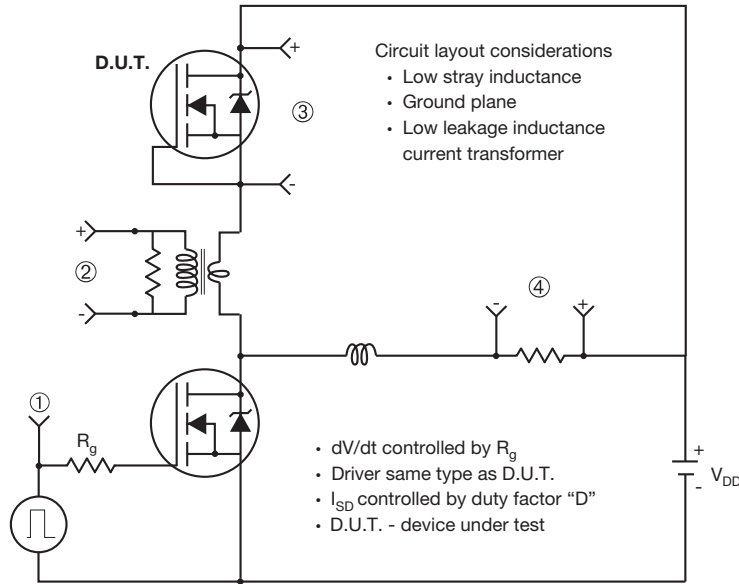 D.U.T.
+
③
-
Circuit layout considerations
• Low stray inductance
• Ground plane
• Low leakage inductance
current transformer
+
②
-
-
④
+
①
Rg
• dV/dt controlled by Rg
• Driver same type as D.U.T.
• ISD controlled by duty factor “D”
• D.U.T. - device under test
+
-
VDD